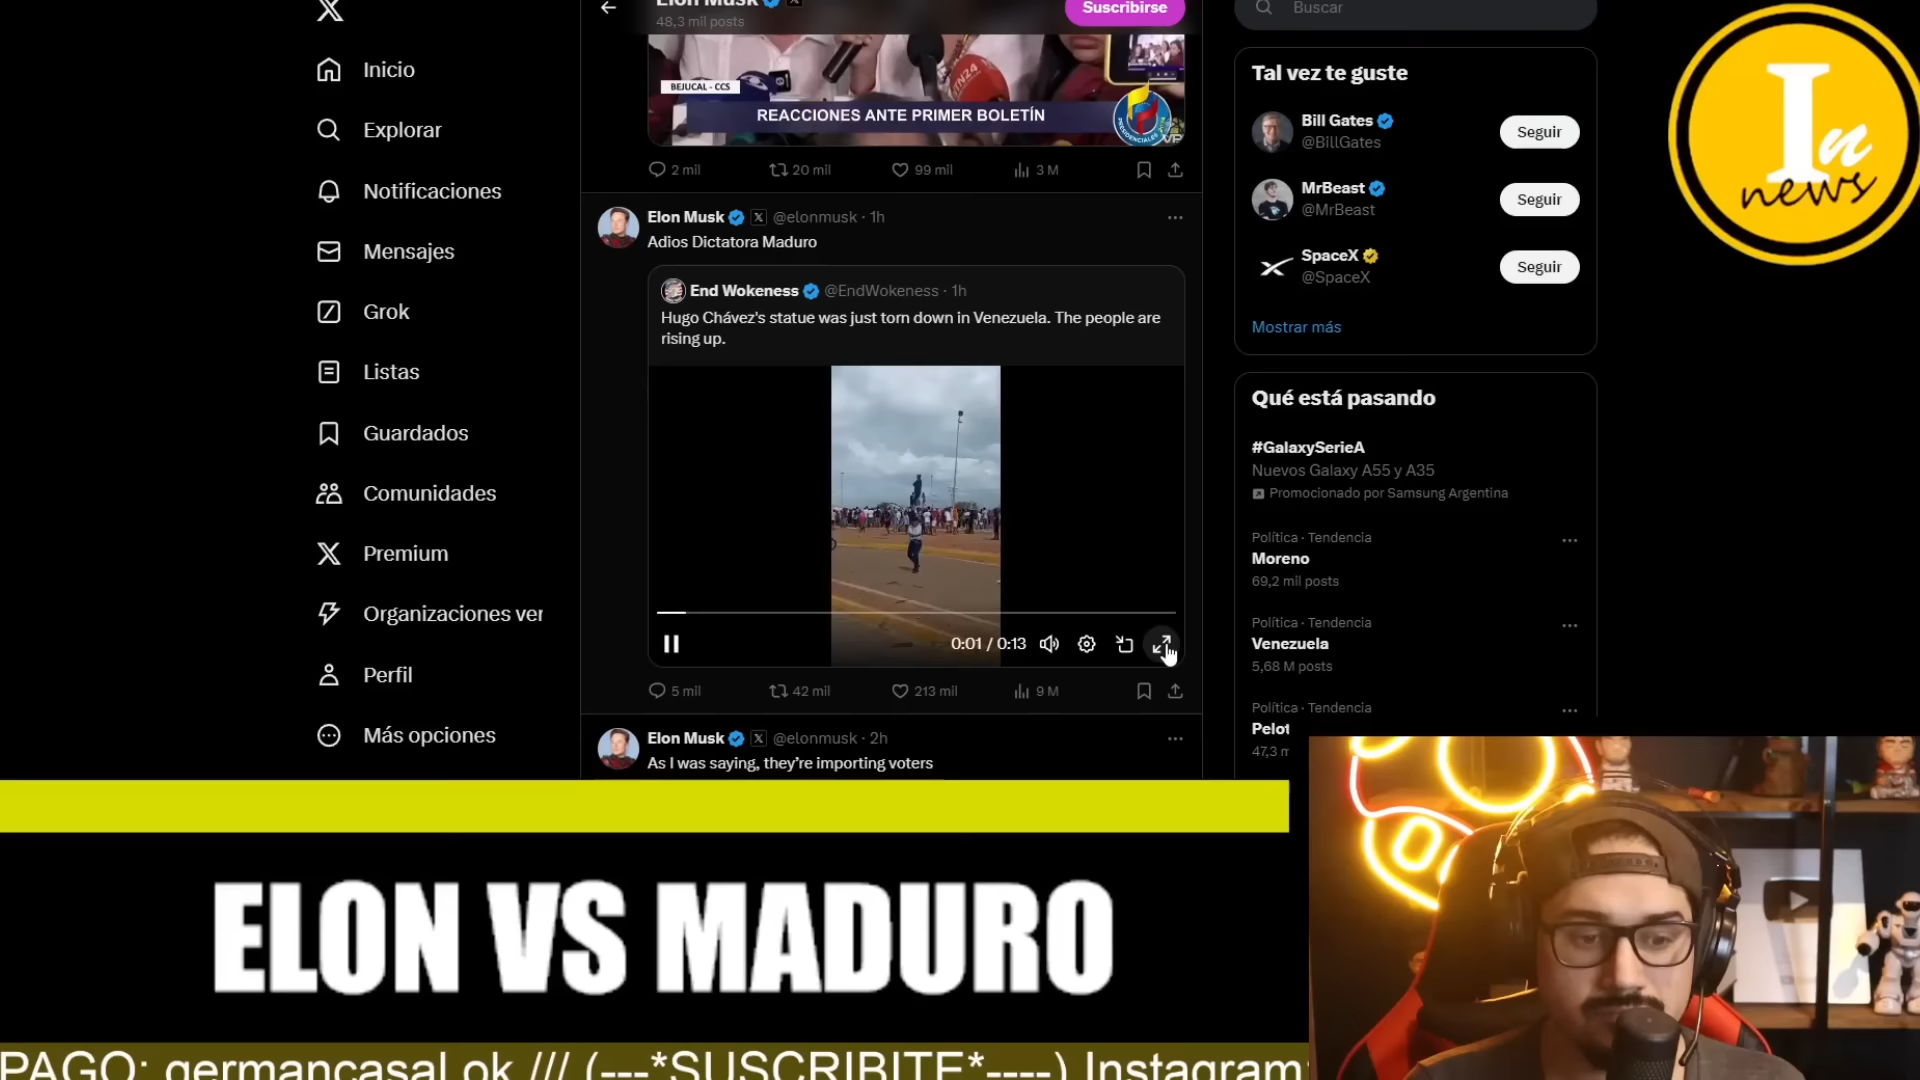 Elon Musk
48,3 mil posts
Suscribirse
Buscar
Inicio
Explorar
Notificaciones
Mensajes
Grok
Listas
Guardados
Comunidades
Premium
Organizaciones ver
Perfil
Más opciones
BEJUCAL - CCS
REACCIONES ANTE PRIMER BOLETÍN
NTN24
VP
2 mil
20 mil
99 mil
3 M
Elon Musk @elonmusk · 1h
Adios Dictatora Maduro
End Wokeness @EndWokeness · 1h
Hugo Chávez's statue was just torn down in Venezuela. The people are
rising up.
0:01 / 0:13
5 mil
42 mil
213 mil
9 M
Elon Musk @elonmusk · 2h
As I was saying, they're importing voters
Tal vez te guste
Bill Gates
@BillGates
Seguir
MrBeast
@MrBeast
Seguir
SpaceX
@SpaceX
Seguir
Mostrar más
Qué está pasando
#GalaxySerieA
Nuevos Galaxy A55 y A35
Promocionado por Samsung Argentina
Política · Tendencia
Moreno
69,2 mil posts
Política · Tendencia
Venezuela
5,68 M posts
Política · Tendencia
Pelot
47,3 m
In
news
ELON VS MADURO
PAGO: germancasal.ok /// (---*SUSCRIBITE*----) Instagram: